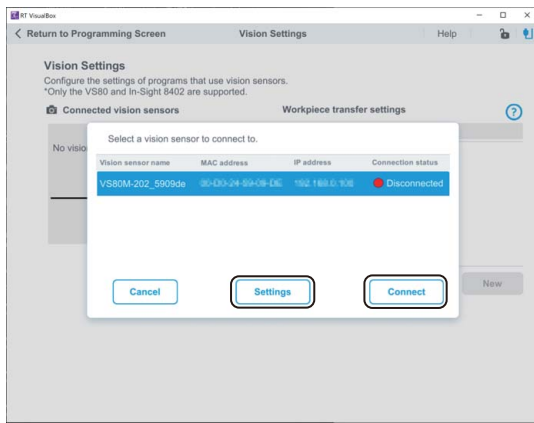 RT VisualBox
Return to Programming Screen Vision Settings Help
Vision Settings
Configure the settings of programs that use vision sensors.
*Only the VS80 and In-Sight 8402 are supported.
Connected vision sensors Workpiece transfer settings ?
No visio
Select a vision sensor to connect to.
Vision sensor name MAC address IP address Connection status
VS80M-202_5909de Disconnected
Cancel Settings Connect
New